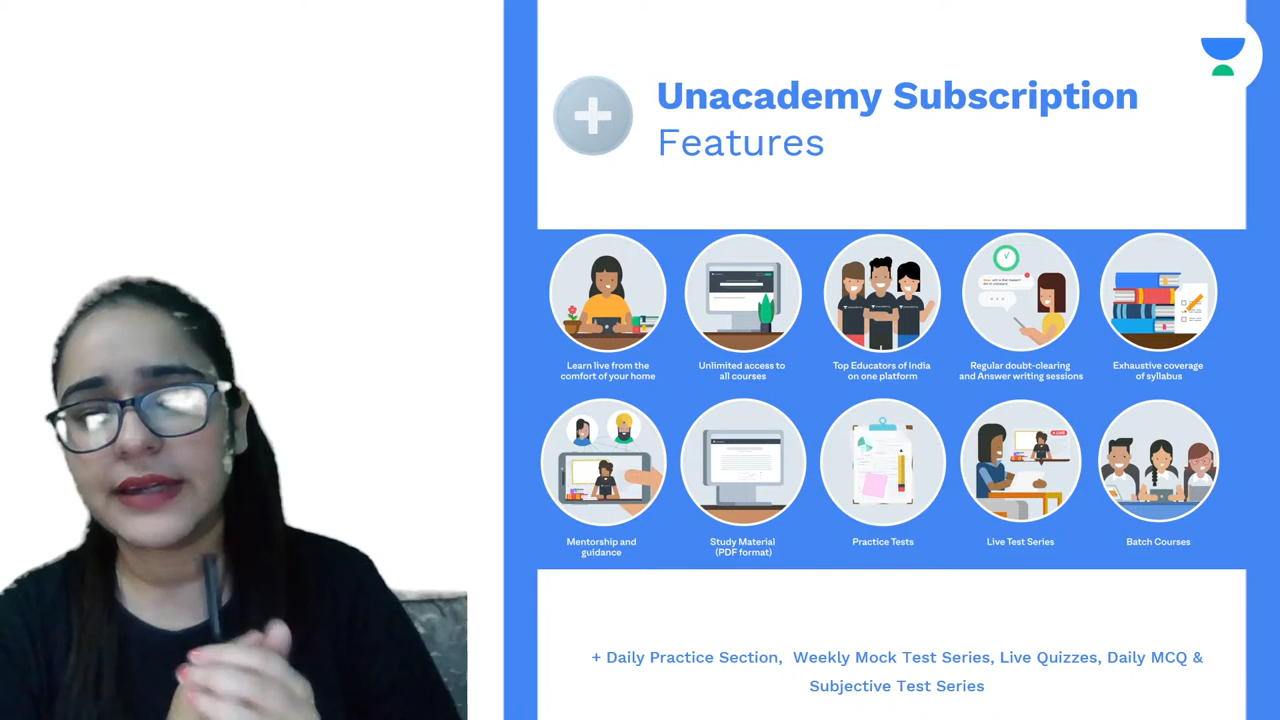 Unacademy Subscription
Features
Learn live from the
comfort of your home
Unlimited access to
all courses
Top Educators of India
on one platform
Regular doubt-clearing
and Answer writing sessions
Exhaustive coverage
of syllabus
Mentorship and
guidance
Study Material
(PDF format)
Practice Tests
LIVE
Live Test Series
Batch Courses
+ Daily Practice Section, Weekly Mock Test Series, Live Quizzes, Daily MCQ &
Subjective Test Series